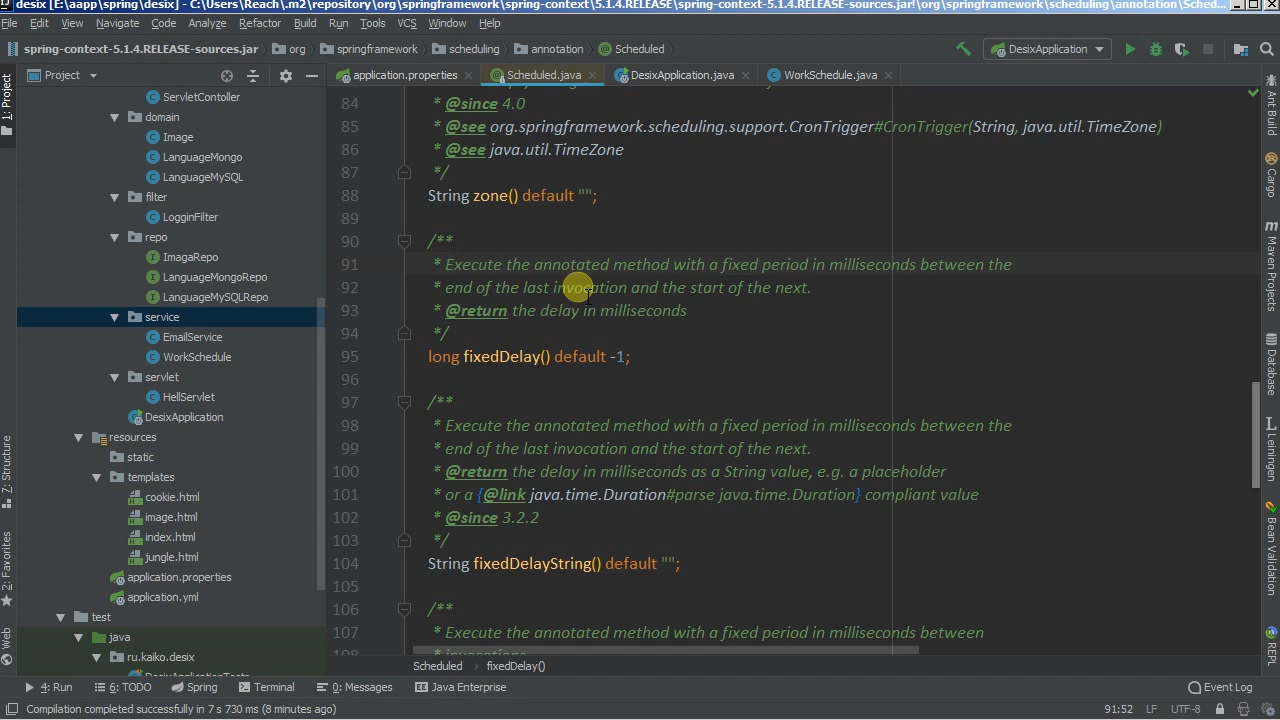 desix [E:\aapp\spring\desix] - C:\Users\Reach\.m2\repository\org\springframework\spring-context\5.1.4.RELEASE\spring-context-5.1.4.RELEASE-sources.jar!\org\springframework\scheduling\annotation\Sched...
File Edit View Navigate Code Analyze Refactor Build Run Tools VCS Window Help
spring-context-5.1.4.RELEASE-sources.jar org springframework scheduling annotation Scheduled DesixApplication
Project application.properties Scheduled.java DesixApplication.java WorkSchedule.java
1: Project
7: Structure
2: Favorites
Web
ServletContoller
domain
Image
LanguageMongo
LanguageMySQL
filter
LogginFilter
repo
ImagaRepo
LanguageMongoRepo
LanguageMySQLRepo
service
EmailService
WorkSchedule
servlet
HellServlet
DesixApplication
resources
static
templates
cookie.html
image.html
index.html
jungle.html
application.properties
application.yml
test
java
ru.kaiko.desix
DesixApplicationTests
84 * @since 4.0
85 * @see org.springframework.scheduling.support.CronTrigger#CronTrigger(String, java.util.TimeZone)
86 * @see java.util.TimeZone
87 */
88 String zone() default "";
89
90 /**
91 * Execute the annotated method with a fixed period in milliseconds between the
92 * end of the last invocation and the start of the next.
93 * @return the delay in milliseconds
94 */
95 long fixedDelay() default -1;
96
97 /**
98 * Execute the annotated method with a fixed period in milliseconds between the
99 * end of the last invocation and the start of the next.
100 * @return the delay in milliseconds as a String value, e.g. a placeholder
101 * or a {@link java.time.Duration#parse java.time.Duration} compliant value
102 * @since 3.2.2
103 */
104 String fixedDelayString() default "";
105
106 /**
107 * Execute the annotated method with a fixed period in milliseconds between
108 * invocations.
Ant Build
Cargo
Maven Projects
Database
Leiningen
Bean Validation
REPL
Scheduled fixedDelay()
4: Run 6: TODO Spring Terminal 0: Messages Java Enterprise Event Log
Compilation completed successfully in 7 s 730 ms (8 minutes ago) 91:52 LF UTF-8